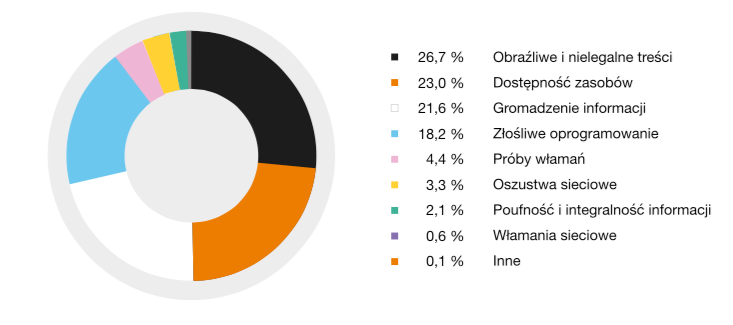 26,7 % Obraźliwe i nielegalne treści
23,0 % Dostępność zasobów
21,6 % Gromadzenie informacji
18,2 % Złośliwe oprogramowanie
4,4 % Próby włamań
3,3 % Oszustwa sieciowe
2,1 % Poufność i integralność informacji
0,6 % Włamania sieciowe
0,1 % Inne